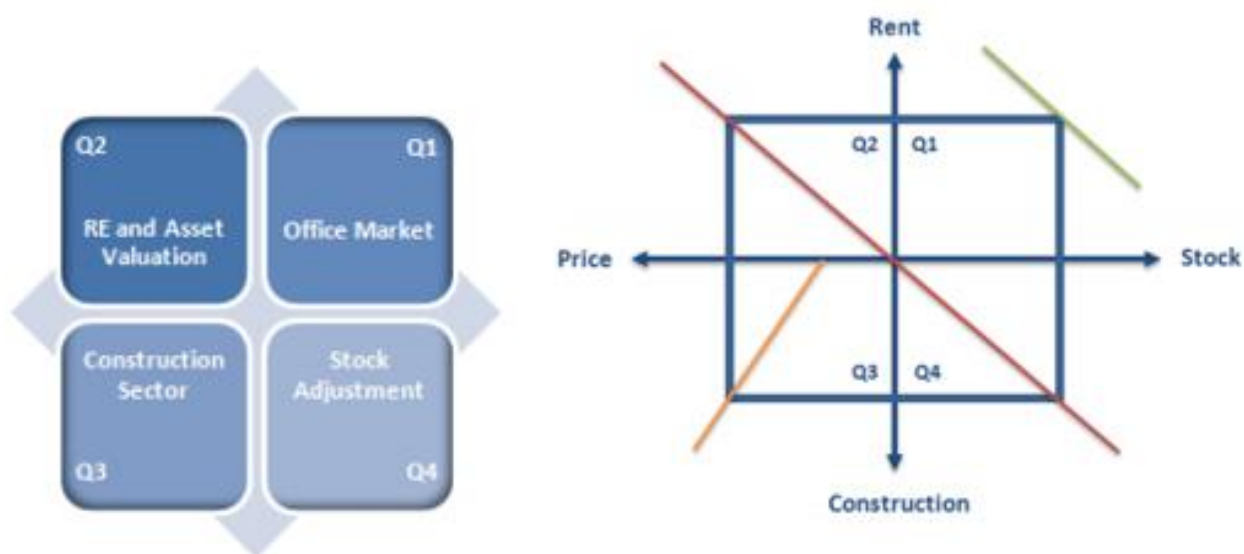 Q2
Q1
RE and Asset
Valuation
Office Market
Construction
Sector
Stock
Adjustment
Q3
Q4
Rent
Q2 Q1
Price
Stock
Q3 Q4
Construction